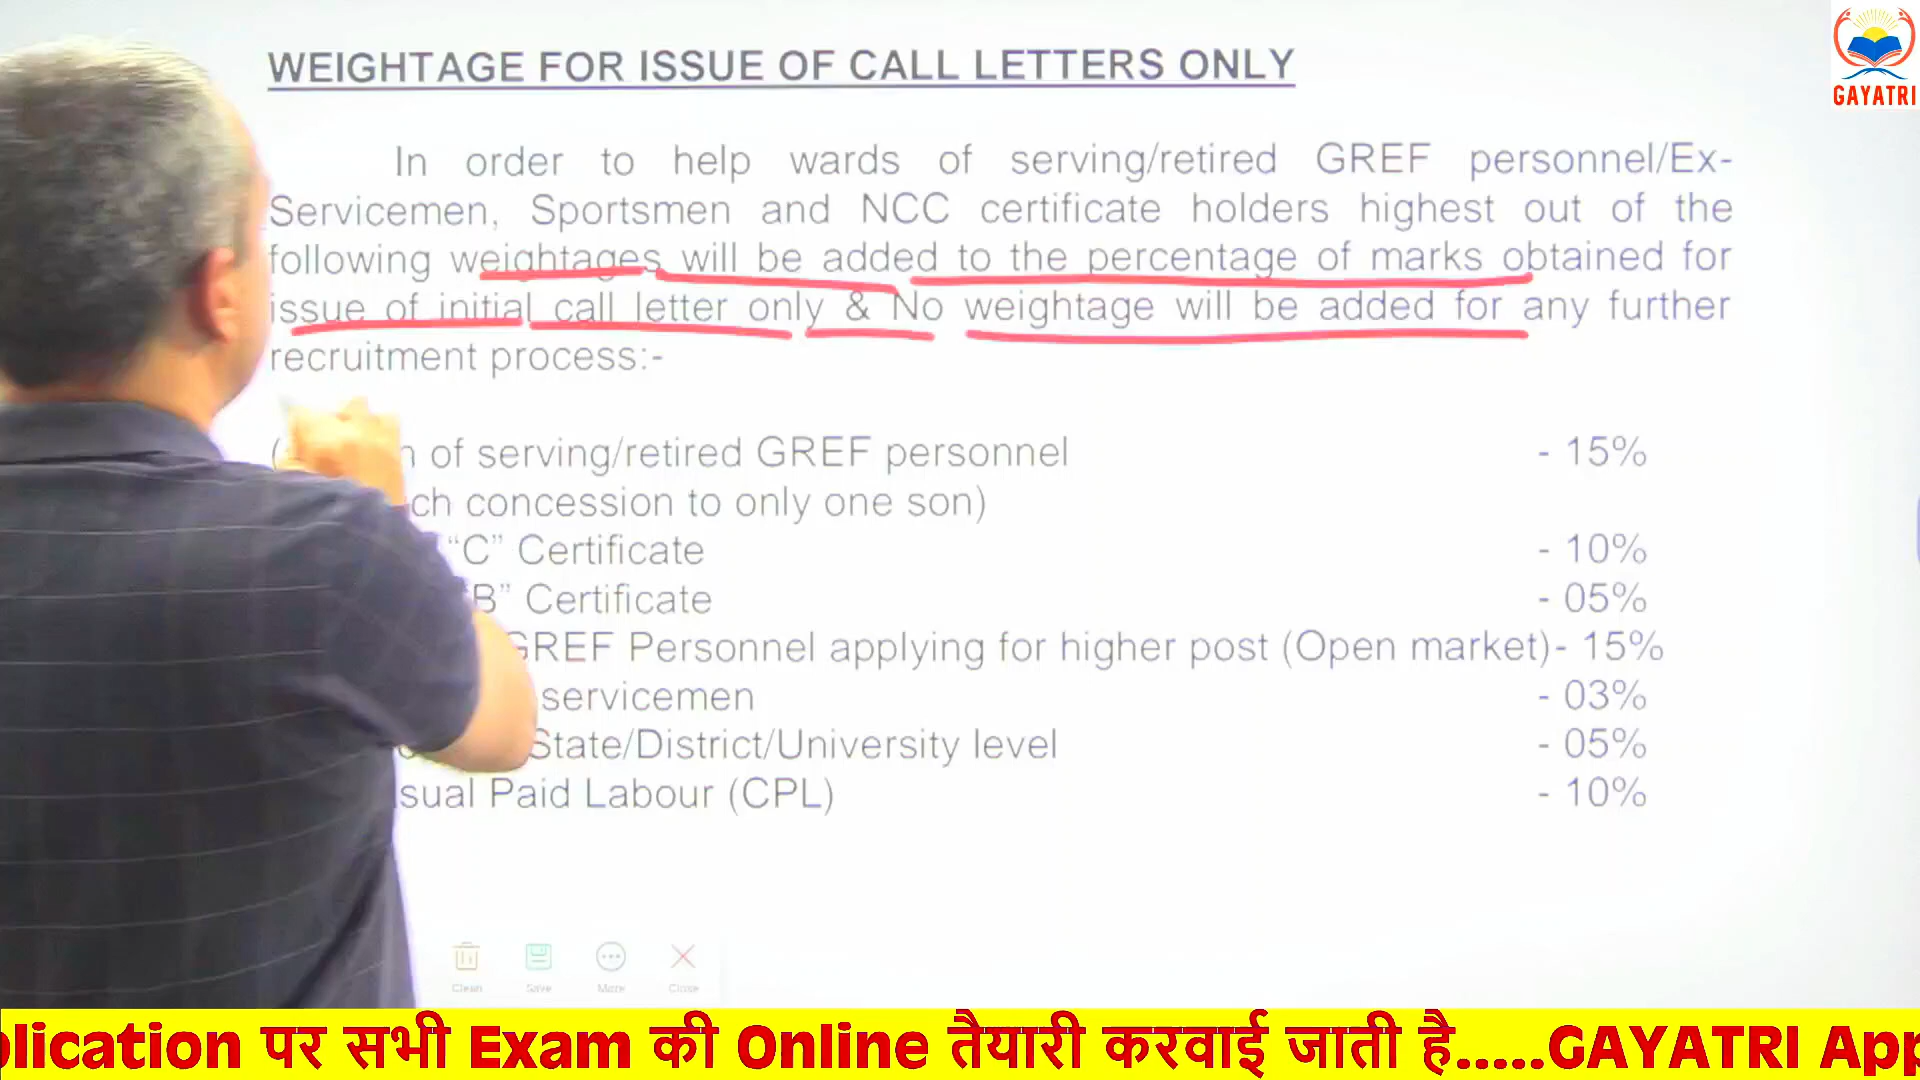 WEIGHTAGE FOR ISSUE OF CALL LETTERS ONLY
GAYATRI
In order to help wards of serving/retired GREF personnel/Ex-
Servicemen, Sportsmen and NCC certificate holders highest out of the
following weightages will be added to the percentage of marks obtained for
issue of initial call letter only & No weightage will be added for any further
recruitment process:-
( of serving/retired GREF personnel - 15%
concession to only one son)
“C” Certificate - 10%
B” Certificate - 05%
GREF Personnel applying for higher post (Open market)- 15%
servicemen - 03%
State/District/University level - 05%
Paid Labour (CPL) - 10%
Clean Save More Close
plication पर सभी Exam की Online तैयारी करवाई जाती है.....GAYATRI App